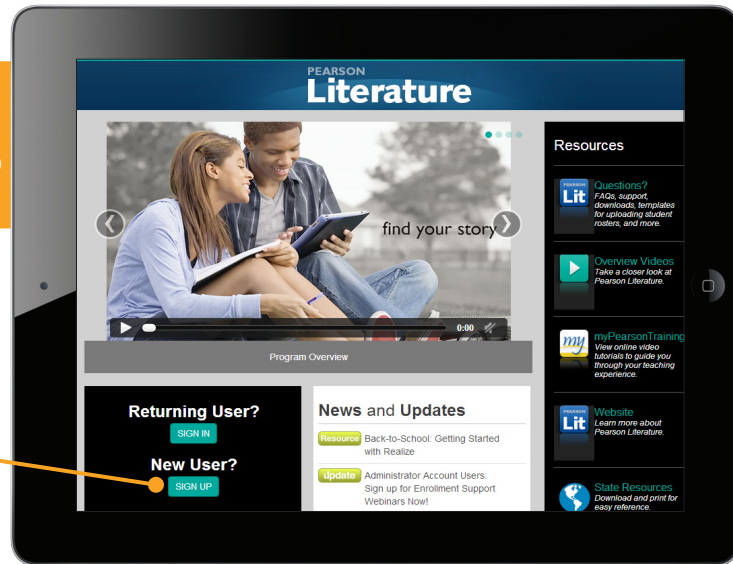 PEARSON
Literature
find your story
0:00
Program Overview
Returning User?
SIGN IN
New User?
SIGN UP
News and Updates
Resource Back-to-School: Getting Started
with Realize
update Administrator Account Users:
Sign up for Enrollment Support
Webinars Now!
Resources
PEARSON
Lit
Questions?
FAQs, support,
downloads, templates
for uploading student
rosters, and more.
Overview Videos
Take a closer look at
Pearson Literature.
my
myPearsonTraining
View online video
tutorials to guide you
through your teaching
experience.
PEARSON
Lit
Website
Learn more about
Pearson Literature.
State Resources
Download and print for
easy reference.